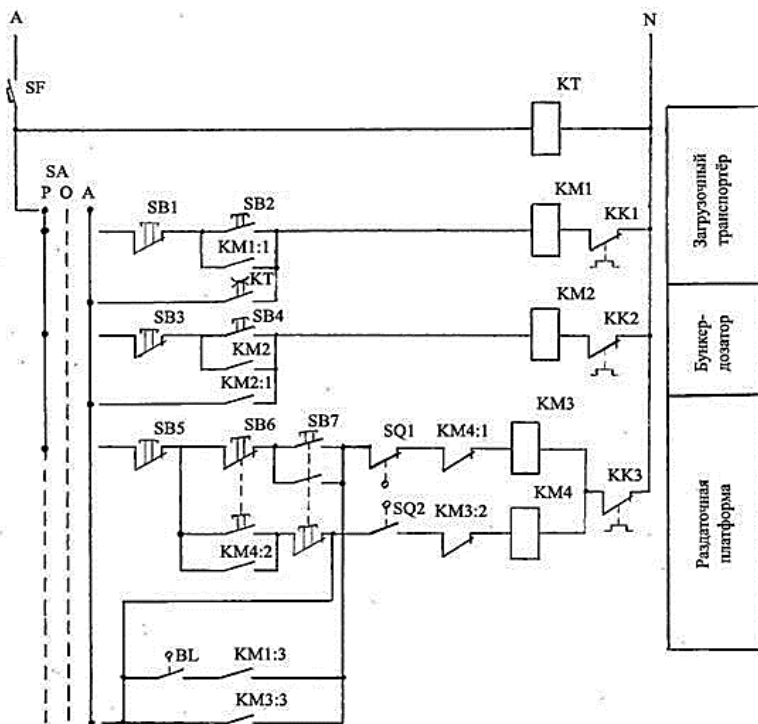 A N
SF
KT
SA
Р О А
SB1 SB2 KM1 KK1
KM1:1
KT
SB3 SB4 KM2 KK2
KM2
KM2:1
SB5 SB6 SB7 SQ1 KM4:1 KM3
KK3
KM4
SQ2
KM3:2
KM4:2
BL KM1:3
KM3:3
Загрузочный
транспортёр
Бункер-
дозатор
Раздаточная
платформа